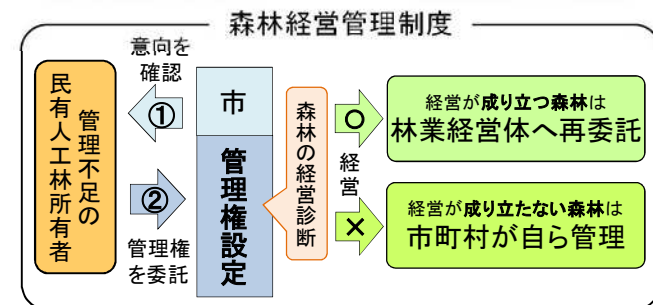 森林経営管理制度
意向を
確認
民有人工林所有者
管理不足の
①
②
管理権
を委託
市
管理権設定
森林の経営診断
経営
○
×
経営が成り立つ森林は
林業経営体へ再委託
経営が成り立たない森林は
市町村が自ら管理